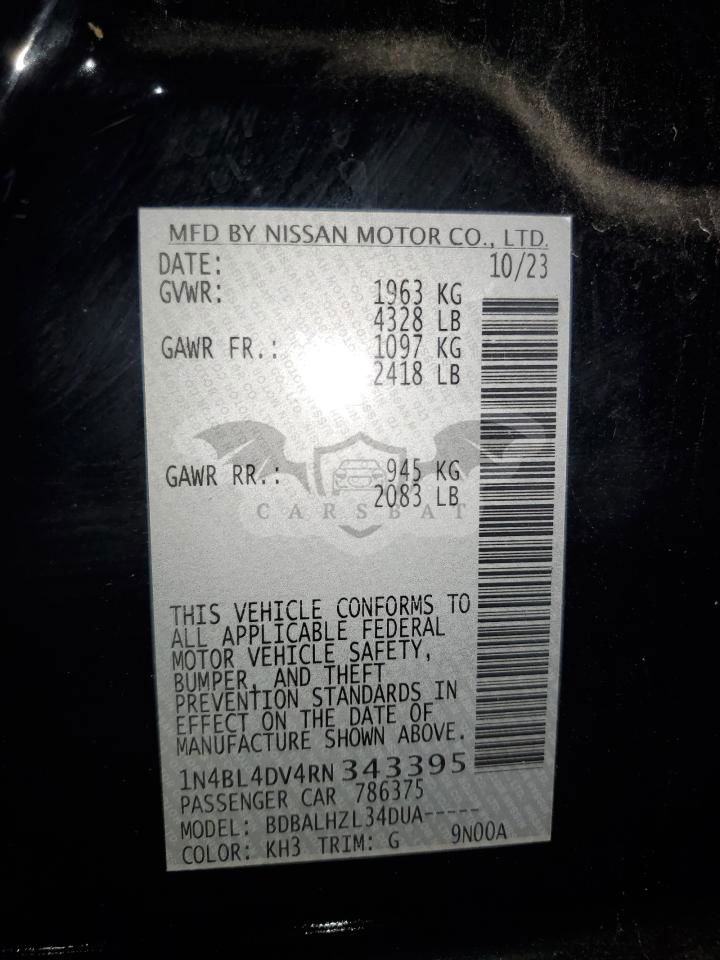 MFD BY NISSAN MOTOR CO., LTD.
DATE: 10/23
GVWR: 1963 KG
4328 LB
GAWR FR.: 1097 KG
2418 LB
GAWR RR.: 945 KG
2083 LB
CARSBAT
THIS VEHICLE CONFORMS TO
ALL APPLICABLE FEDERAL
MOTOR VEHICLE SAFETY,
BUMPER, AND THEFT
PREVENTION STANDARDS IN
EFFECT ON THE DATE OF
MANUFACTURE SHOWN ABOVE.
1N4BL4DV4RN 343395
PASSENGER CAR 786375
MODEL: BDBALHZL34DUA-----
COLOR: KH3 TRIM: G 9N00A